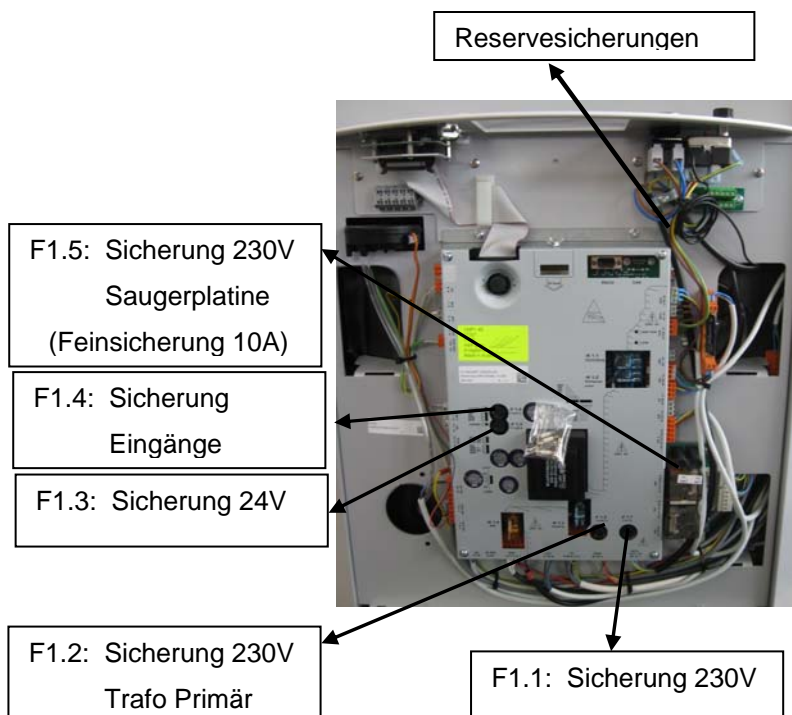 Reservesicherungen
F1.5: Sicherung 230V
Saugerplatine
(Feinsicherung 10A)
F1.4: Sicherung
Eingänge
F1.3: Sicherung 24V
F1.2: Sicherung 230V
Trafo Primär
F1.1: Sicherung 230V